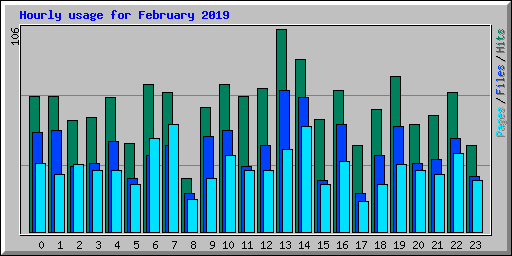 Hourly usage for February 2019
106
Pages/Files/Hits
0 1 2 3 4 5 6 7 8 9 10 11 12 13 14 15 16 17 18 19 20 21 22 23